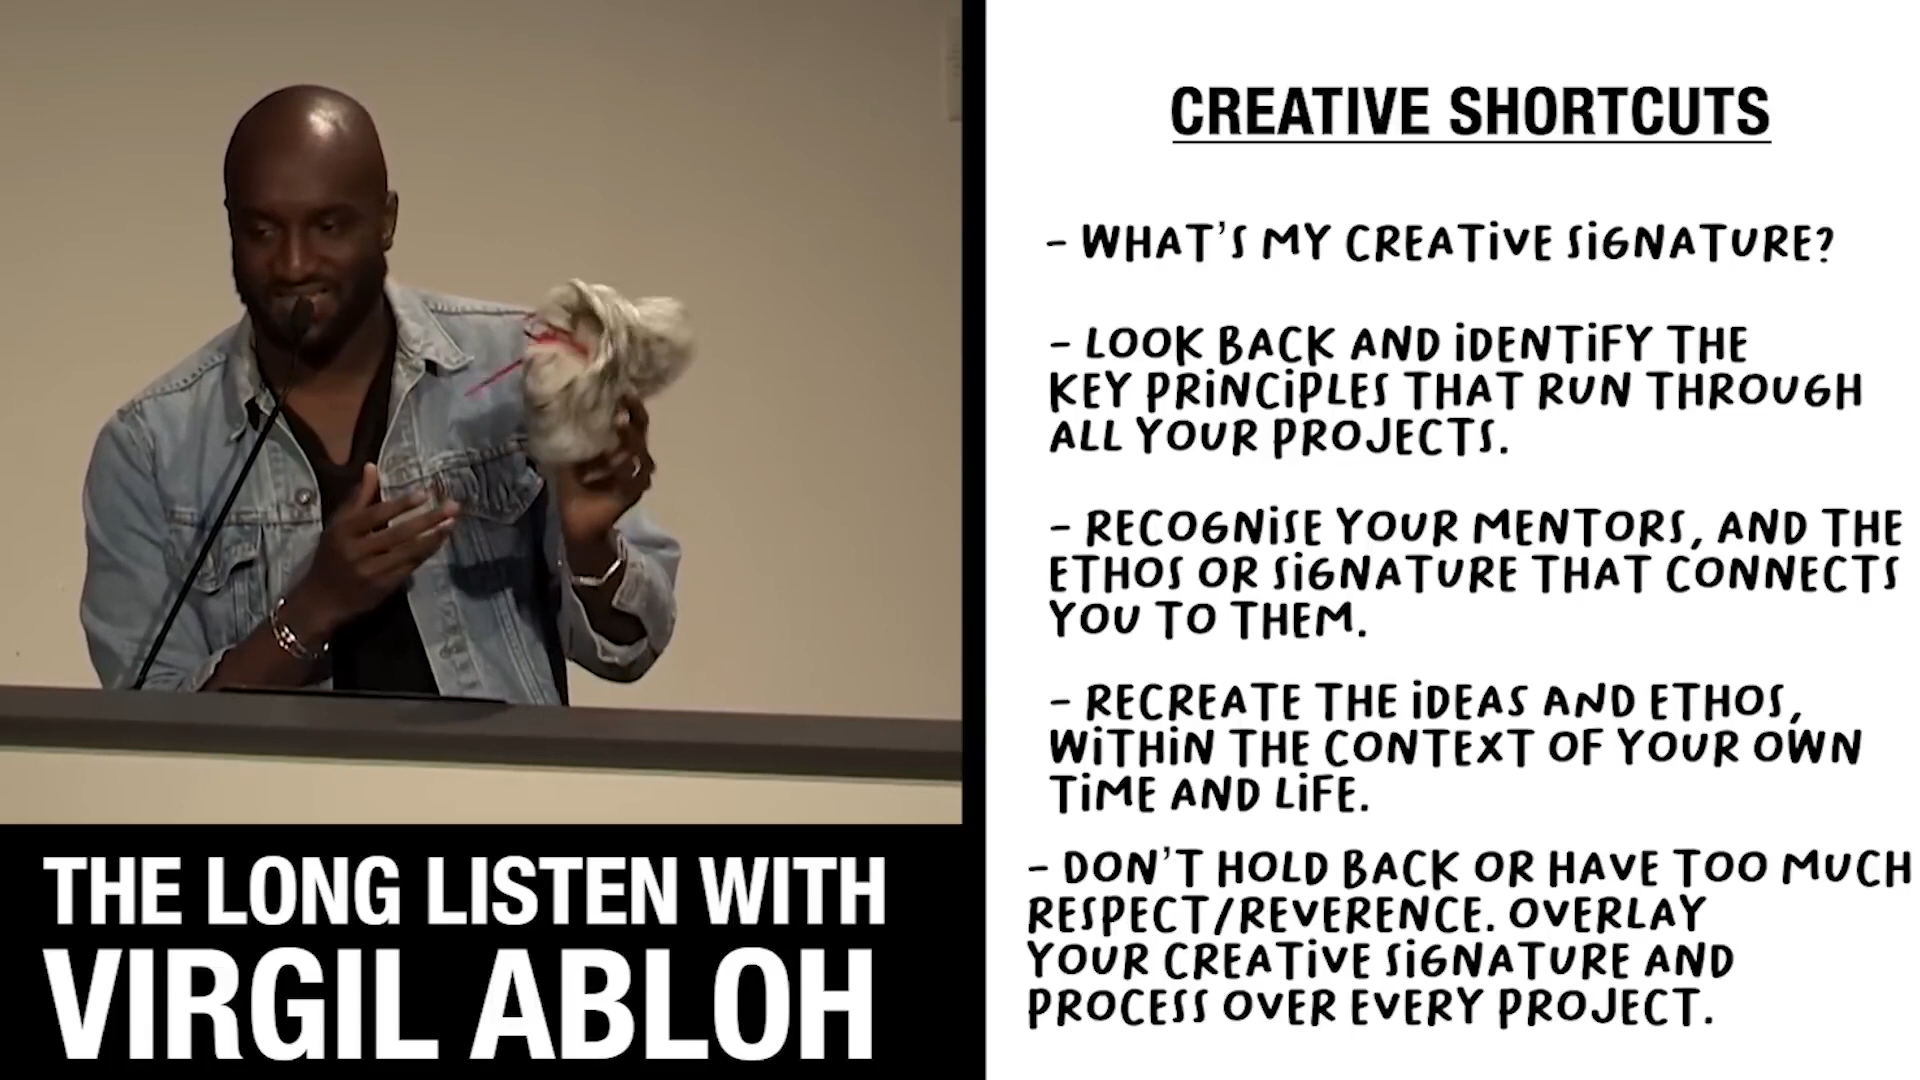 THE LONG LISTEN WITH
VIRGIL ABLOH
CREATIVE SHORTCUTS
- WHAT'S MY CREATIVE SIGNATURE?
- LOOK BACK AND IDENTIFY THE
KEY PRINCIPLES THAT RUN THROUGH
ALL YOUR PROJECTS.
- RECOGNISE YOUR MENTORS, AND THE
ETHOS OR SIGNATURE THAT CONNECTS
YOU TO THEM.
- RECREATE THE IDEAS AND ETHOS,
WITHIN THE CONTEXT OF YOUR OWN
TIME AND LIFE.
- DON'T HOLD BACK OR HAVE TOO MUCH
RESPECT/REVERENCE. OVERLAY
YOUR CREATIVE SIGNATURE AND
PROCESS OVER EVERY PROJECT.